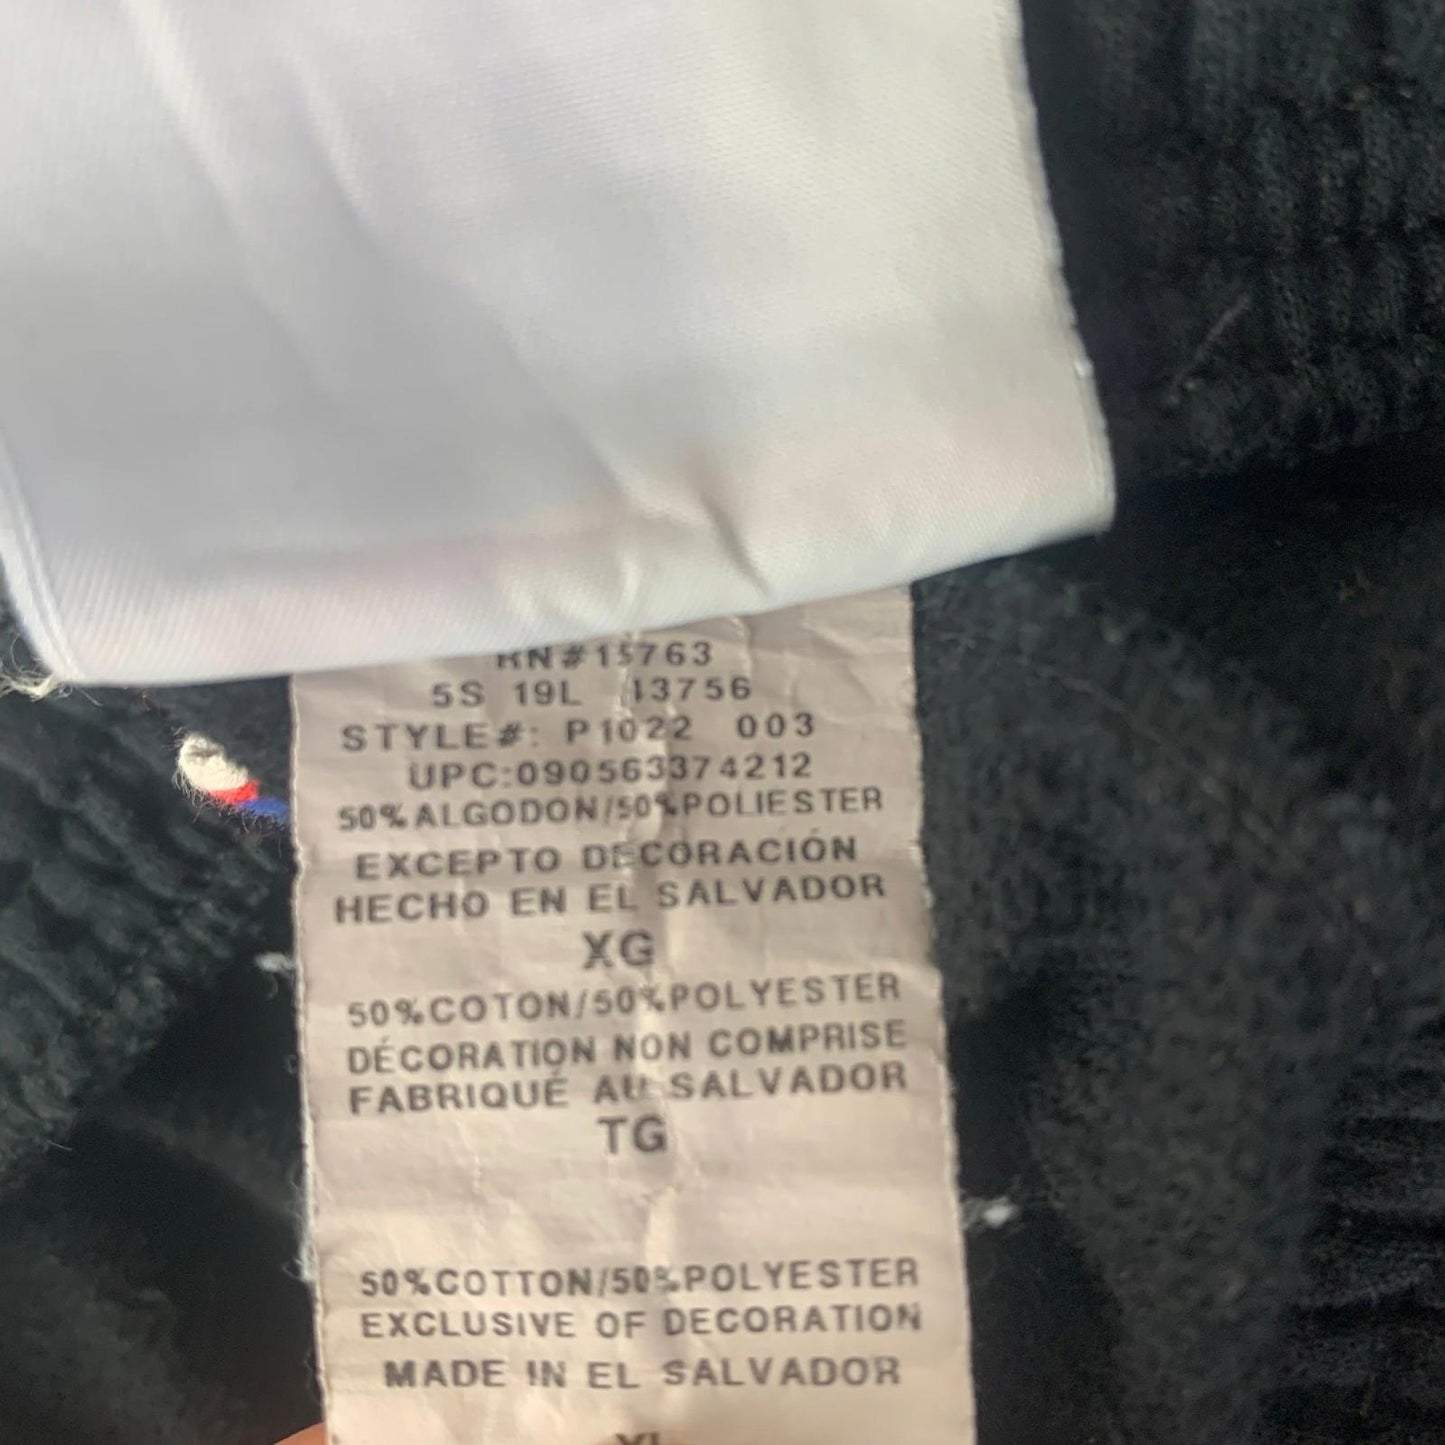 RN#15763
5S 19L 13756
STYLE#: P1022 003
UPC:090563374212
50%ALGODON/50%POLIESTER
EXCEPTO DECORACIÓN
HECHO EN EL SALVADOR
XG
50%COTON/50%POLYESTER
DÉCORATION NON COMPRISE
FABRIQUÉ AU SALVADOR
TG
50%COTTON/50%POLYESTER
EXCLUSIVE OF DECORATION
MADE IN EL SALVADOR